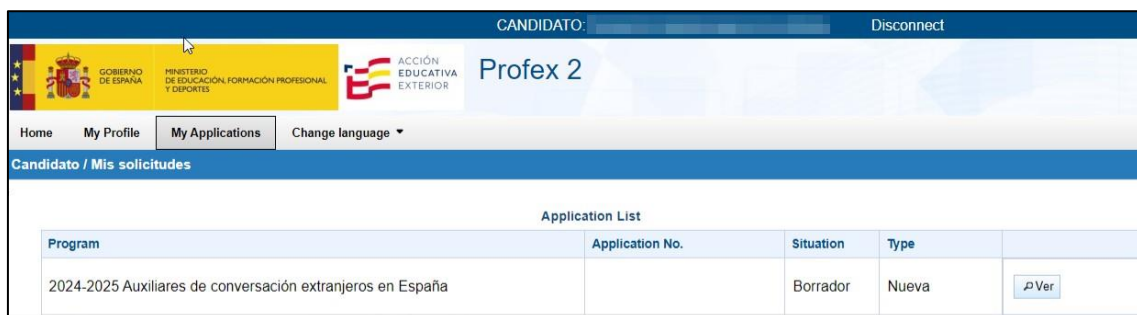 CANDIDATO: Disconnect
GOBIERNO
DE ESPAÑA
MINISTERIO
DE EDUCACIÓN, FORMACIÓN PROFESIONAL
Y DEPORTES
ACCIÓN
EDUCATIVA
EXTERIOR
Profex 2
Home My Profile My Applications Change language
Candidato / Mis solicitudes
Application List
Program Application No. Situation Type
2024-2025 Auxiliares de conversación extranjeros en España Borrador Nueva Ver